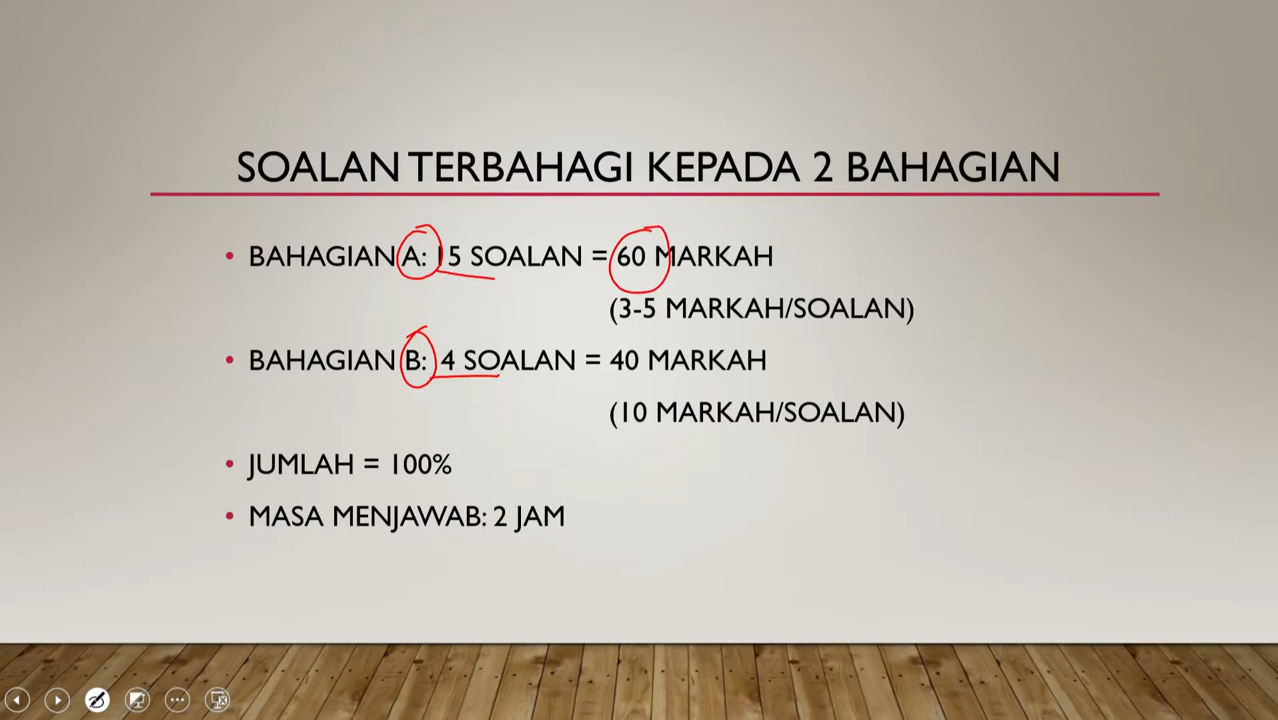 SOALAN TERBAHAGI KEPADA 2 BAHAGIAN
• BAHAGIAN A: 15 SOALAN = 60 MARKAH
(3-5 MARKAH/SOALAN)
• BAHAGIAN B: 4 SOALAN = 40 MARKAH
(10 MARKAH/SOALAN)
• JUMLAH = 100%
• MASA MENJAWAB: 2 JAM